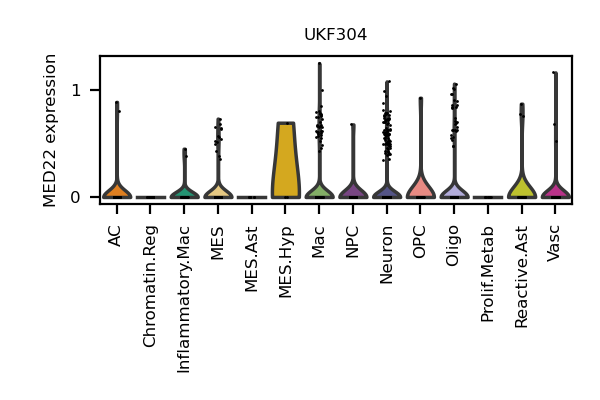 UKF304
MED22 expression
1
0
AC
Chromatin.Reg
Inflammatory.Mac
MES
MES.Ast
MES.Hyp
Mac
NPC
Neuron
OPC
Oligo
Prolif.Metab
Reactive.Ast
Vasc